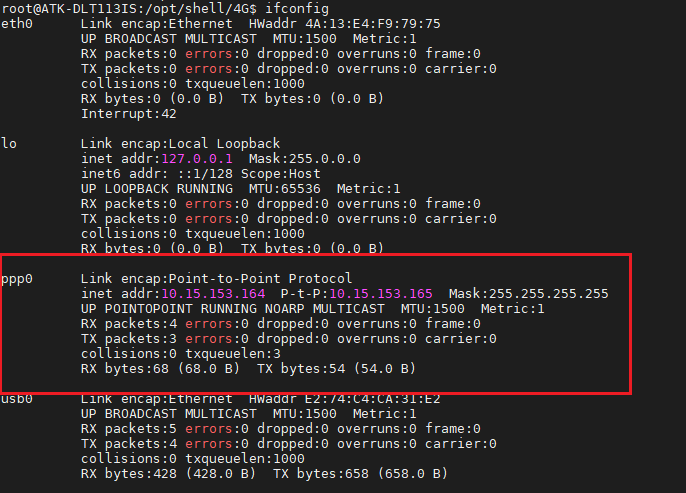 root@ATK-DLT113IS:/opt/shell/4G$ ifconfig
eth0      Link encap:Ethernet  HWaddr 4A:13:E4:F9:79:75
          UP BROADCAST MULTICAST  MTU:1500  Metric:1
          RX packets:0 errors:0 dropped:0 overruns:0 frame:0
          TX packets:0 errors:0 dropped:0 overruns:0 carrier:0
          collisions:0 txqueuelen:1000
          RX bytes:0 (0.0 B)  TX bytes:0 (0.0 B)
          Interrupt:42
lo        Link encap:Local Loopback
          inet addr:127.0.0.1  Mask:255.0.0.0
          inet6 addr: ::1/128 Scope:Host
          UP LOOPBACK RUNNING  MTU:65536  Metric:1
          RX packets:0 errors:0 dropped:0 overruns:0 frame:0
          TX packets:0 errors:0 dropped:0 overruns:0 carrier:0
          collisions:0 txqueuelen:1000
          RX bytes:0 (0.0 B)  TX bytes:0 (0.0 B)
ppp0      Link encap:Point-to-Point Protocol
          inet addr:10.15.153.164  P-t-P:10.15.153.165  Mask:255.255.255.255
          UP POINTOPOINT RUNNING NOARP MULTICAST  MTU:1500  Metric:1
          RX packets:4 errors:0 dropped:0 overruns:0 frame:0
          TX packets:3 errors:0 dropped:0 overruns:0 carrier:0
          collisions:0 txqueuelen:3
          RX bytes:68 (68.0 B)  TX bytes:54 (54.0 B)
usb0      Link encap:Ethernet  HWaddr E2:74:C4:CA:31:E2
          UP BROADCAST MULTICAST  MTU:1500  Metric:1
          RX packets:5 errors:0 dropped:0 overruns:0 frame:0
          TX packets:4 errors:0 dropped:0 overruns:0 carrier:0
          collisions:0 txqueuelen:1000
          RX bytes:428 (428.0 B)  TX bytes:658 (658.0 B)